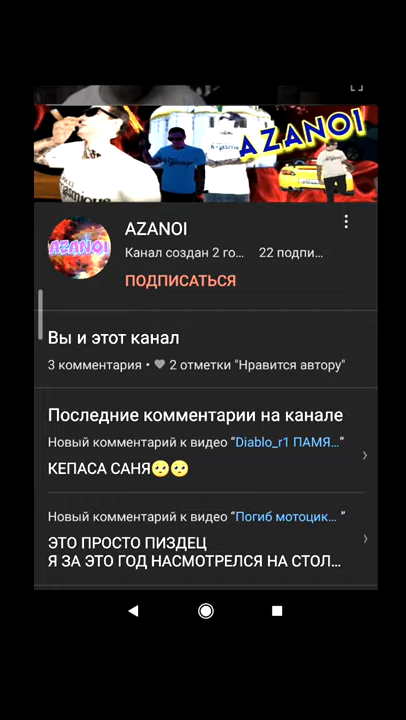 AZANOI
AZANOI
AZANOI
Канал создан 2 го... 22 подпи...
ПОДПИСАТЬСЯ
Вы и этот канал
3 комментария • 2 отметки "Нравится автору"
Последние комментарии на канале
Новый комментарий к видео “Diablo_r1 ПАМЯ...”
КЕПАСА САНЯ🥺🥺
Новый комментарий к видео “Погиб мотоцик... ”
ЭТО ПРОСТО ПИЗДЕЦ
Я ЗА ЭТО ГОД НАСМОТРЕЛСЯ НА СТОЛ...